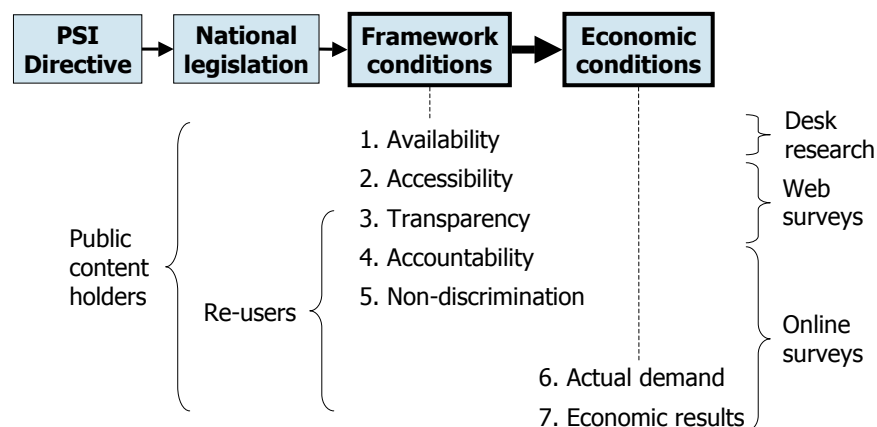 PSI
Directive
National
legislation
Framework
conditions
Economic
conditions
1. Availability
2. Accessibility
3. Transparency
4. Accountability
5. Non-discrimination
6. Actual demand
7. Economic results
Public
content
holders
Re-users
Desk
research
Web
surveys
Online
surveys